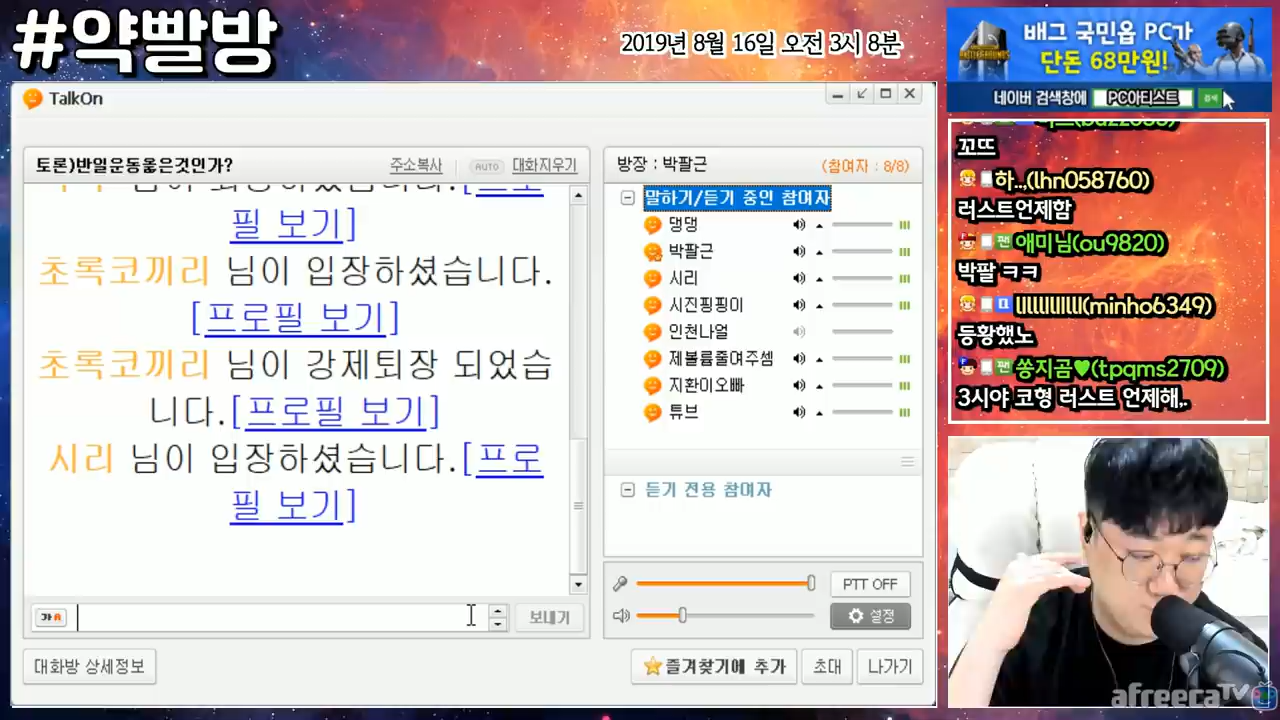 #약빨방
2019년 8월 16일 오전 3시 8분
배그 국민옵 PC가
단돈 68만원!
네이버 검색창에 PC아티스트 검색
TalkOn
토론)반일운동옳은것인가?
주소복사
AUTO
대화지우기
필 보기]
초록코끼리 님이 입장하셨습니다.
[프로필 보기]
초록코끼리 님이 강제퇴장 되었습
니다.[프로필 보기]
시리 님이 입장하셨습니다.[프로
필 보기]
가A
보내기
대화방 상세정보
방장 : 박팔근
(참여자 : 8/8)
말하기/듣기 중인 참여자
댕댕
박팔근
시리
시진핑핑이
인천나얼
제볼륨줄여주셈
지환이오빠
튜브
듣기 전용 참여자
PTT OFF
설정
즐겨찾기에 추가
초대
나가기
꼬뜨
하..,(lhn058760)
러스트언제함
팬 애미님(ou9820)
박팔 ㅋㅋ
(minho6349)
등황했노
팬 쏭지곰♥(tpqms2709)
3시야 코형 러스트 언제해,.
afreecaTV